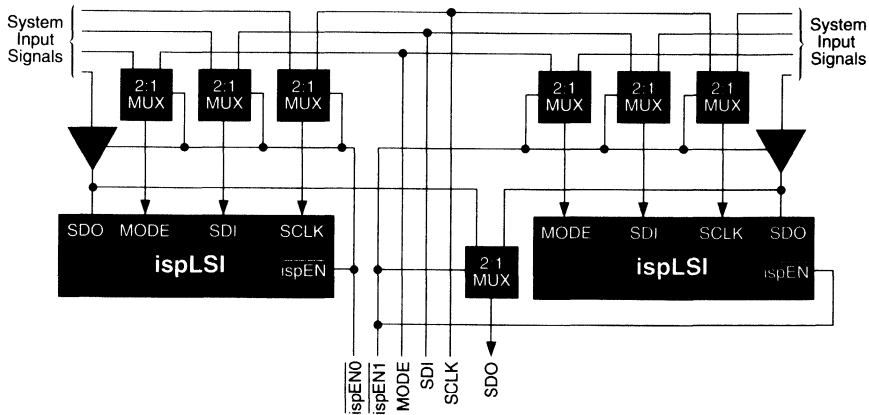 System
Input
Signals
System
Input
Signals
2:1
MUX
2:1
MUX
2:1
MUX
2:1
MUX
2:1
MUX
2:1
MUX
SDO MODE SDI SCLK
ispLSI
ispEN
2:1
MUX
MODE SDI SCLK SDO
ispLSI
ispEN
ispEN0
ispEN1
MODE
SDI
SCLK
SDO